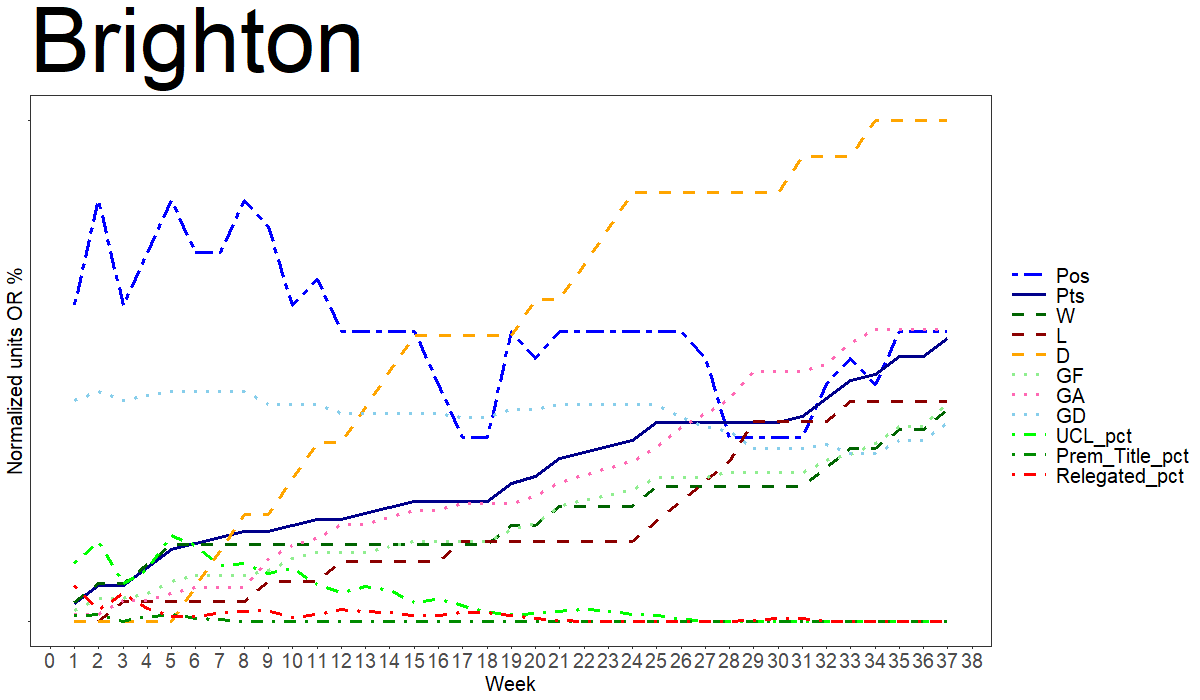 Brighton
Normalized units OR %
0 1 2 3 4 5 6 7 8 9 10 11 12 13 14 15 16 17 18 19 20 21 22 23 24 25 26 27 28 29 30 31 32 33 34 35 36 37 38
Week
Pos
Pts
W
L
D
GF
GA
GD
UCL_pct
Prem_Title_pct
Relegated_pct